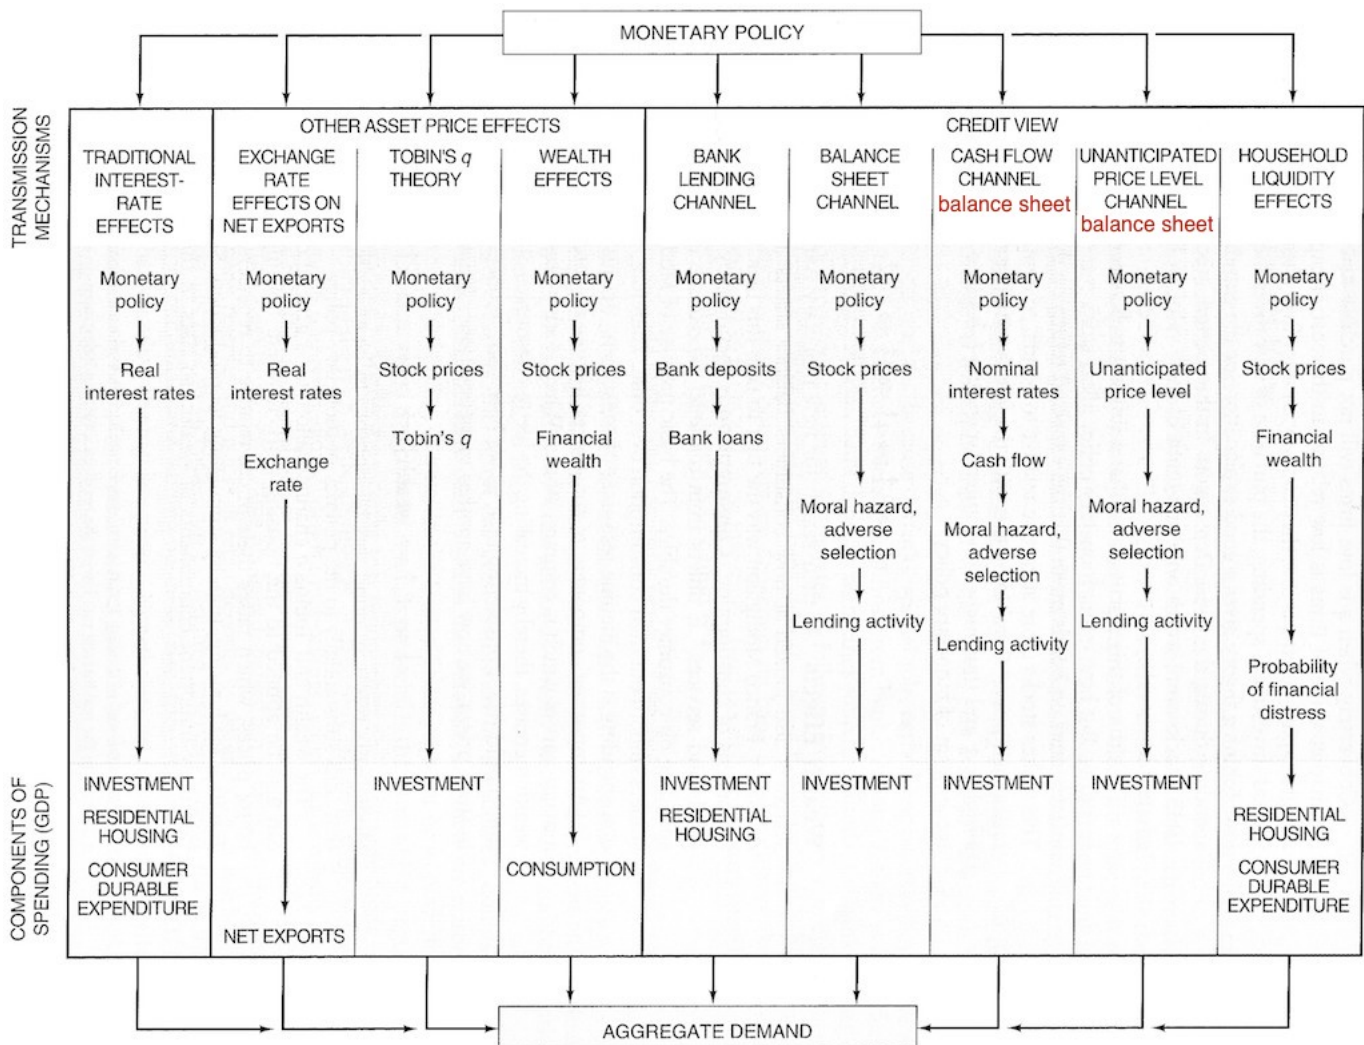 MONETARY POLICY
TRANSMISSION
MECHANISMS
OTHER ASSET PRICE EFFECTS
CREDIT VIEW
TRADITIONAL
INTEREST-
RATE
EFFECTS
EXCHANGE
RATE
EFFECTS ON
NET EXPORTS
TOBIN'S q
THEORY
WEALTH
EFFECTS
BANK
LENDING
CHANNEL
BALANCE
SHEET
CHANNEL
CASH FLOW
CHANNEL
balance sheet
UNANTICIPATED
PRICE LEVEL
CHANNEL
balance sheet
HOUSEHOLD
LIQUIDITY
EFFECTS
Monetary
policy
Real
interest rates
Monetary
policy
Real
interest rates
Exchange
rate
Monetary
policy
Stock prices
Tobin's q
Monetary
policy
Stock prices
Financial
wealth
Monetary
policy
Bank deposits
Bank loans
Monetary
policy
Stock prices
Moral hazard,
adverse
selection
Lending activity
Monetary
policy
Nominal
interest rates
Cash flow
Moral hazard,
adverse
selection
Lending activity
Monetary
policy
Unanticipated
price level
Moral hazard,
adverse
selection
Lending activity
Monetary
policy
Stock prices
Financial
wealth
Probability
of financial
distress
COMPONENTS OF
SPENDING (GDP)
INVESTMENT
RESIDENTIAL
HOUSING
CONSUMER
DURABLE
EXPENDITURE
NET EXPORTS
INVESTMENT
CONSUMPTION
INVESTMENT
RESIDENTIAL
HOUSING
INVESTMENT
INVESTMENT
INVESTMENT
RESIDENTIAL
HOUSING
CONSUMER
DURABLE
EXPENDITURE
AGGREGATE DEMAND